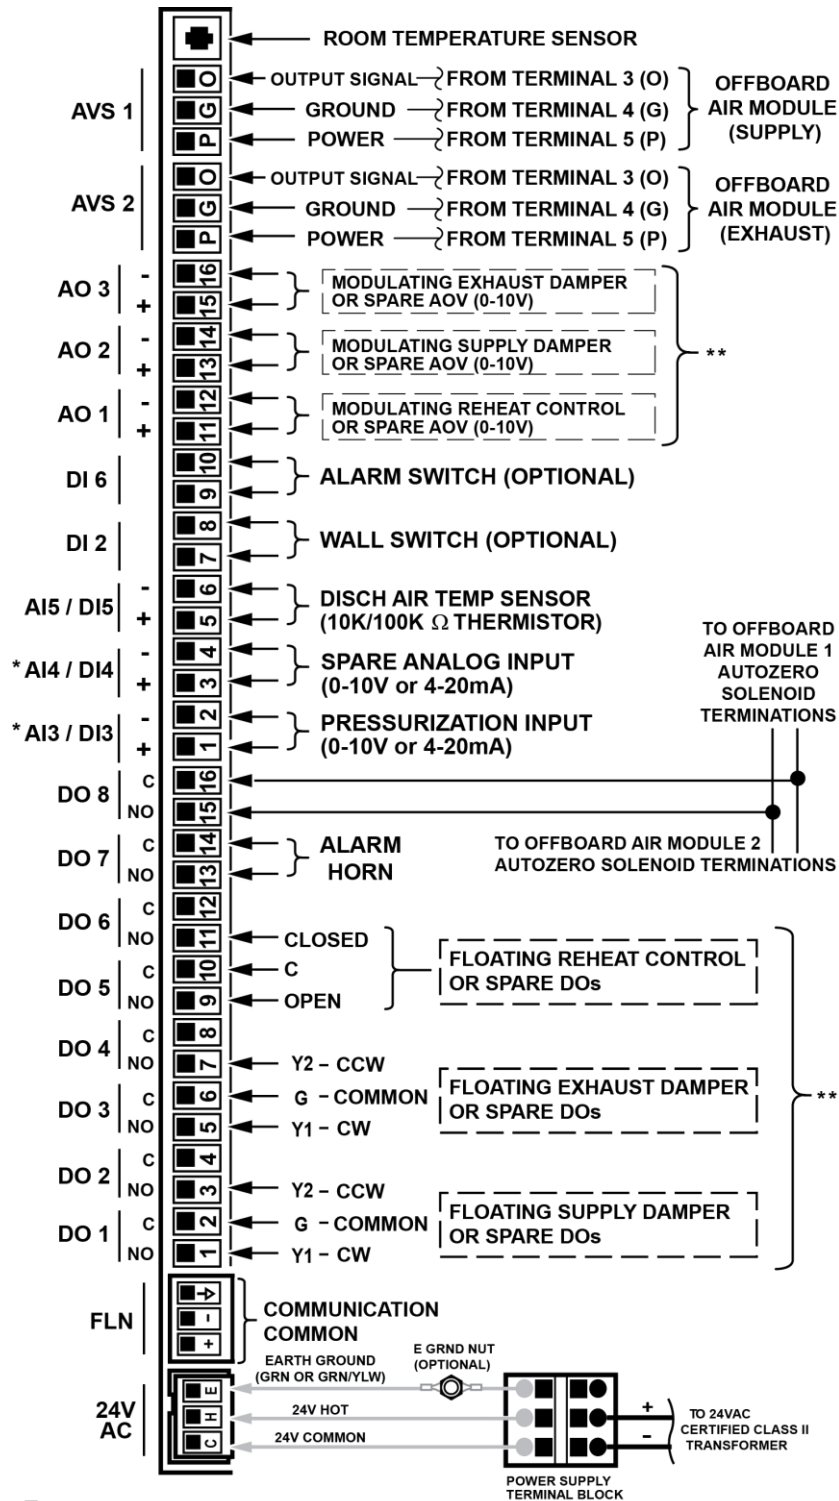 ROOM TEMPERATURE SENSOR
AVS 1
O OUTPUT SIGNAL FROM TERMINAL 3 (O)
G GROUND FROM TERMINAL 4 (G)
P POWER FROM TERMINAL 5 (P)
OFFBOARD
AIR MODULE
(SUPPLY)
AVS 2
O OUTPUT SIGNAL FROM TERMINAL 3 (O)
G GROUND FROM TERMINAL 4 (G)
P POWER FROM TERMINAL 5 (P)
OFFBOARD
AIR MODULE
(EXHAUST)
AO 3
- 16
+ 15
MODULATING EXHAUST DAMPER
OR SPARE AOV (0-10V)
AO 2
- 14
+ 13
MODULATING SUPPLY DAMPER
OR SPARE AOV (0-10V)
**
AO 1
- 12
+ 11
MODULATING REHEAT CONTROL
OR SPARE AOV (0-10V)
DI 6
10
9
ALARM SWITCH (OPTIONAL)
DI 2
8
7
WALL SWITCH (OPTIONAL)
AI5 / DI5
- 6
+ 5
DISCH AIR TEMP SENSOR
(10K/100K Ω THERMISTOR)
*AI4 / DI4
- 4
+ 3
SPARE ANALOG INPUT
(0-10V or 4-20mA)
*AI3 / DI3
- 2
+ 1
PRESSURIZATION INPUT
(0-10V or 4-20mA)
TO OFFBOARD
AIR MODULE 1
AUTOZERO
SOLENOID
TERMINATIONS
DO 8
C 16
NO 15
DO 7
C 14
NO 13
ALARM
HORN
TO OFFBOARD AIR MODULE 2
AUTOZERO SOLENOID TERMINATIONS
DO 6
C 12
NO 11 CLOSED
DO 5
C 10 C
NO 9 OPEN
FLOATING REHEAT CONTROL
OR SPARE DOs
DO 4
C 8
NO 7 Y2 - CCW
DO 3
C 6 G - COMMON
NO 5 Y1 - CW
FLOATING EXHAUST DAMPER
OR SPARE DOs
**
DO 2
C 4
NO 3 Y2 - CCW
DO 1
C 2 G - COMMON
NO 1 Y1 - CW
FLOATING SUPPLY DAMPER
OR SPARE DOs
FLN
-
+
COMMUNICATION
COMMON
24V
AC
E
H
C
EARTH GROUND
(GRN OR GRN/YLW)
E GRND NUT
(OPTIONAL)
24V HOT
24V COMMON
+
-
TO 24VAC
CERTIFIED CLASS II
TRANSFORMER
POWER SUPPLY
TERMINAL BLOCK